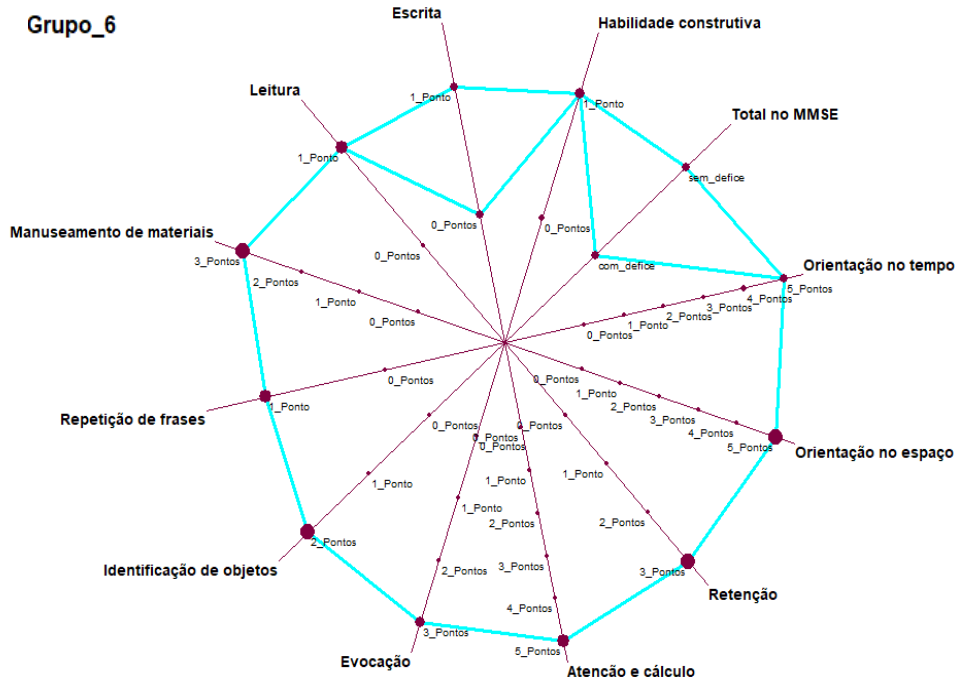 Grupo_6
Escrita
Habilidade construtiva
Leitura
Total no MMSE
1_Ponto
1_Ponto
1_Ponto
sem_defice
0_Pontos
0_Pontos
0_Pontos
com_defice
Manuseamento de materiais
3_Pontos
2_Pontos
1_Ponto
0_Pontos
Orientação no tempo
5_Pontos
4_Pontos
3_Pontos
2_Pontos
1_Ponto
0_Pontos
Repetição de frases
1_Ponto
0_Pontos
0_Pontos
1_Ponto
2_Pontos
3_Pontos
4_Pontos
5_Pontos
Orientação no espaço
0_Pontos
1_Ponto
2_Pontos
Identificação de objetos
0_Pontos
1_Ponto
2_Pontos
3_Pontos
Evocação
0_Pontos
1_Ponto
2_Pontos
3_Pontos
4_Pontos
5_Pontos
Atencão e cálculo
0_Pontos
1_Ponto
2_Pontos
3_Pontos
Retenção